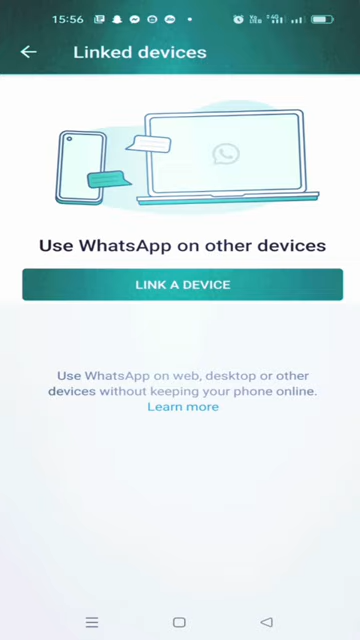 15:56
Linked devices
Use WhatsApp on other devices
LINK A DEVICE
Use WhatsApp on web, desktop or other
devices without keeping your phone online.
Learn more